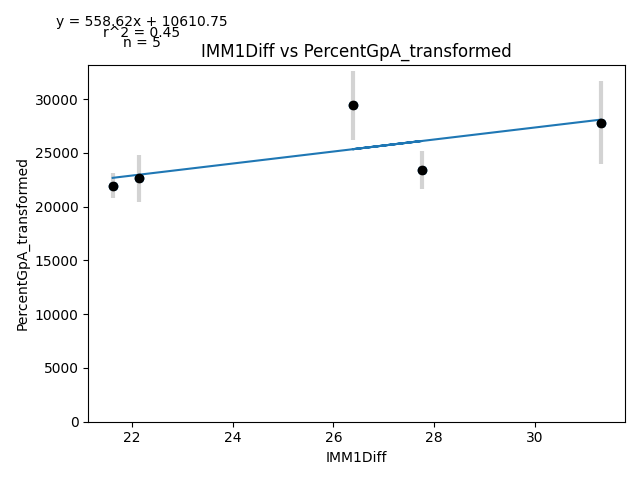 y = 558.62x + 10610.75
r^2 = 0.45
n = 5
IMM1Diff vs PercentGpA_transformed
PercentGpA_transformed
30000
25000
20000
15000
10000
5000
0
22 24 26 28 30
IMM1Diff